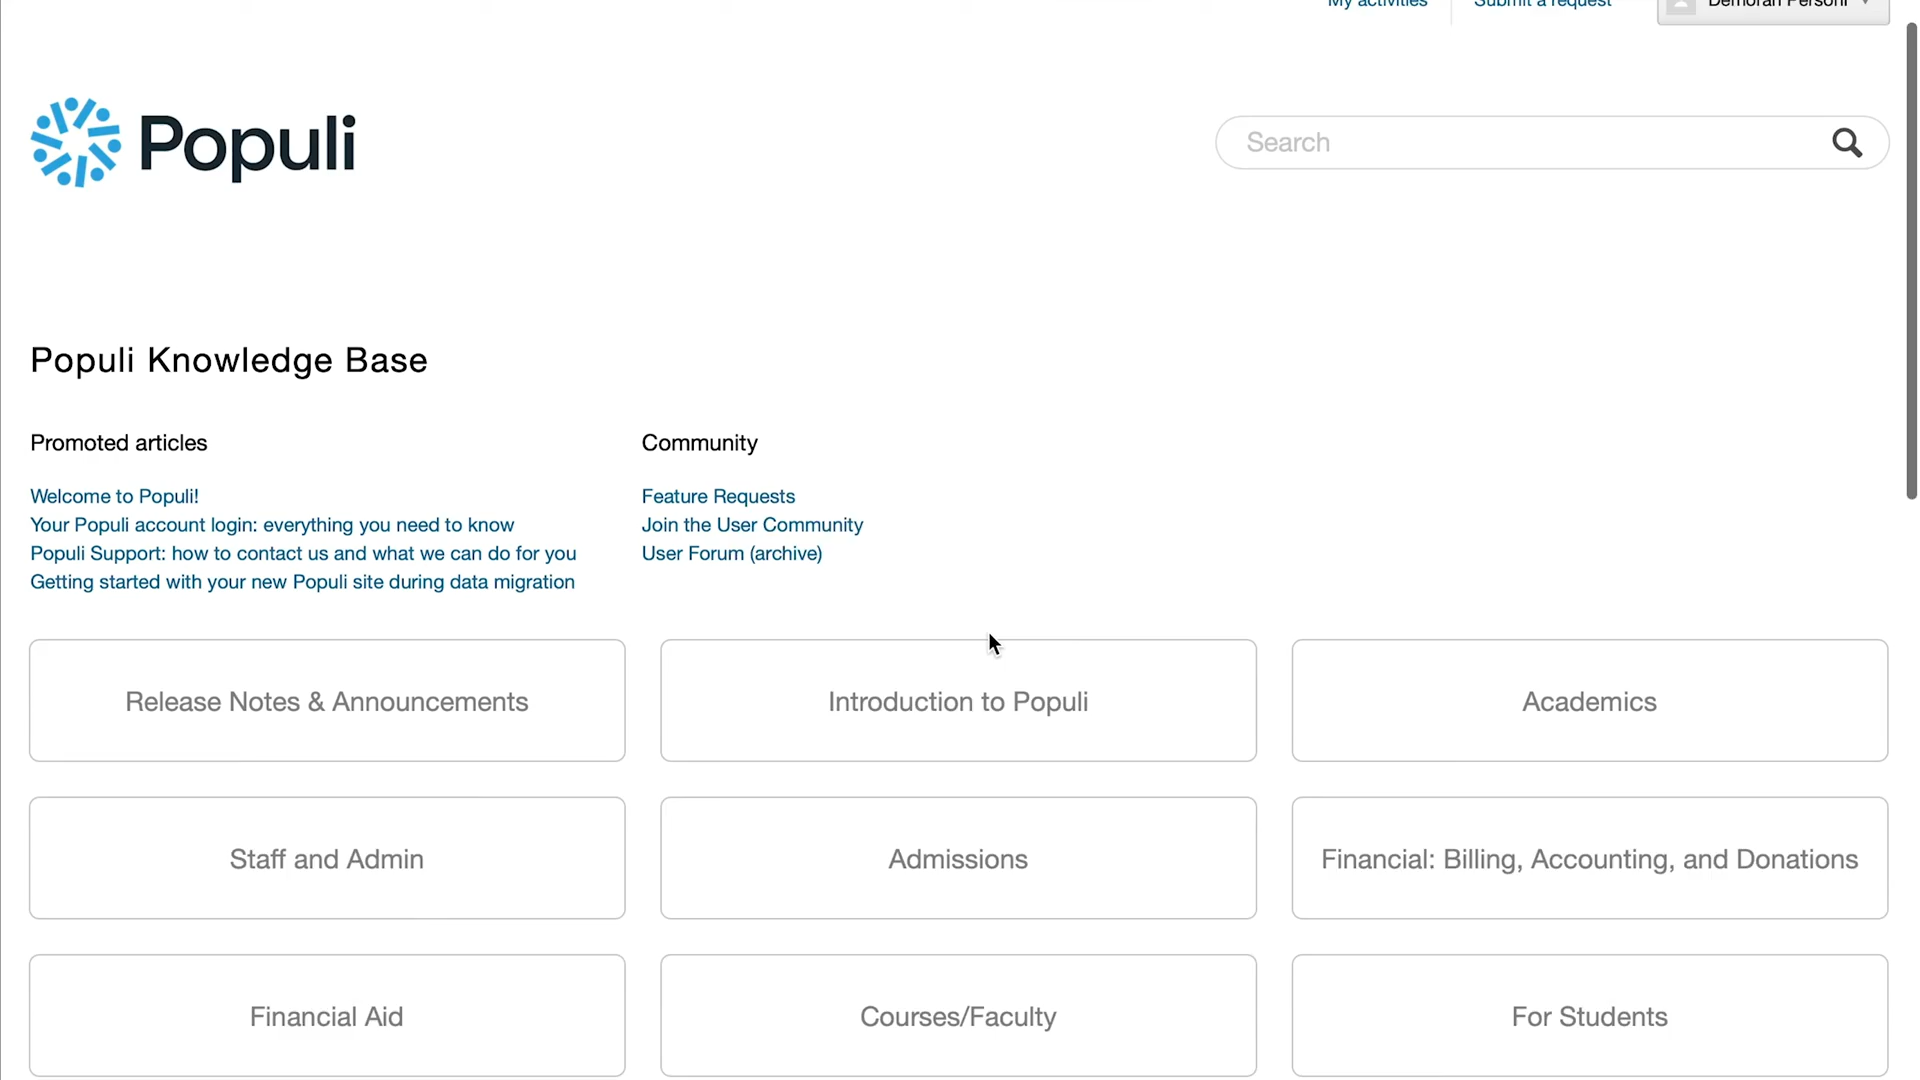 My activities
Submit a request
Demorah Personi
Populi
Search
Populi Knowledge Base
Promoted articles
Community
Welcome to Populi!
Your Populi account login: everything you need to know
Populi Support: how to contact us and what we can do for you
Getting started with your new Populi site during data migration
Feature Requests
Join the User Community
User Forum (archive)
Release Notes & Announcements
Introduction to Populi
Academics
Staff and Admin
Admissions
Financial: Billing, Accounting, and Donations
Financial Aid
Courses/Faculty
For Students